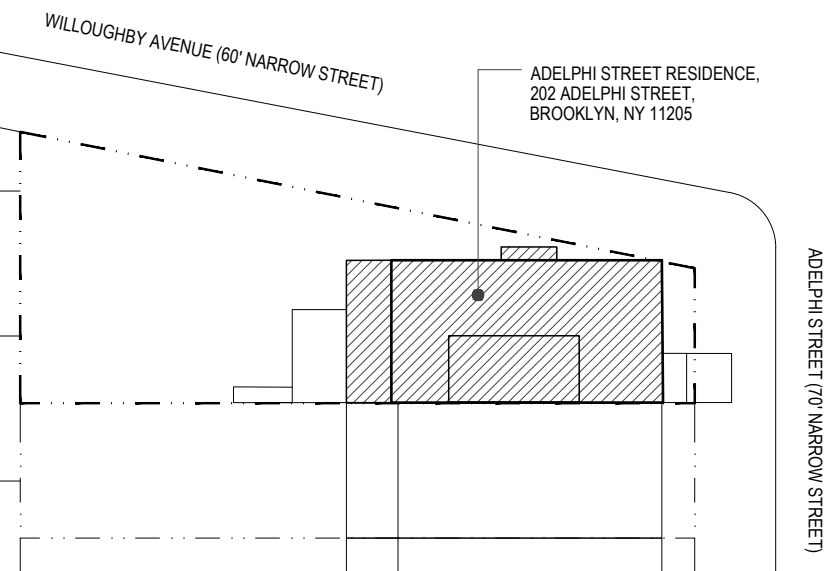 WILLOUGHBY AVENUE (60' NARROW STREET)
ADELPHI STREET RESIDENCE,
202 ADELPHI STREET,
BROOKLYN, NY 11205
ADELPHI STREET (70' NARROW STREET)